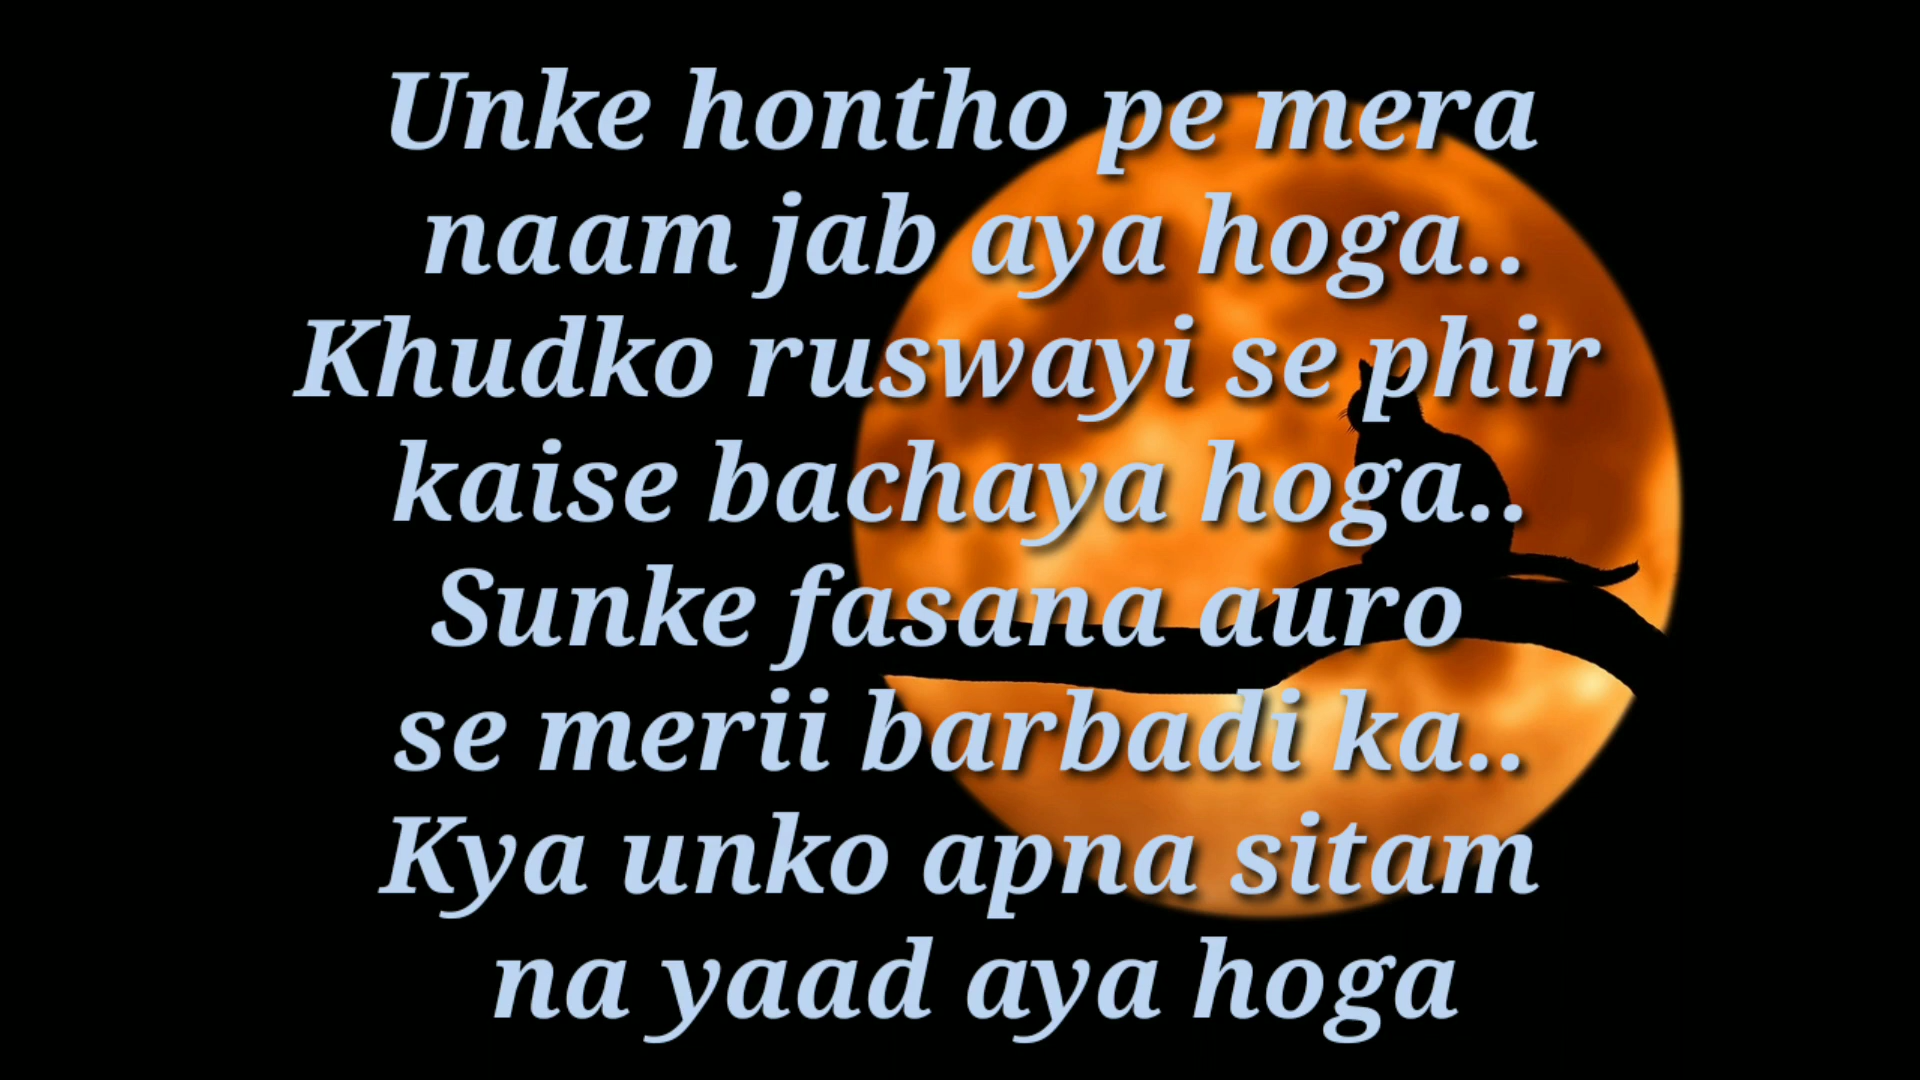 Unke hontho pe mera
naam jab aya hoga..
Khudko ruswayi se phir
kaise bachaya hoga..
Sunke fasana auro
se merii barbadi ka..
Kya unko apna sitam
na yaad aya hoga